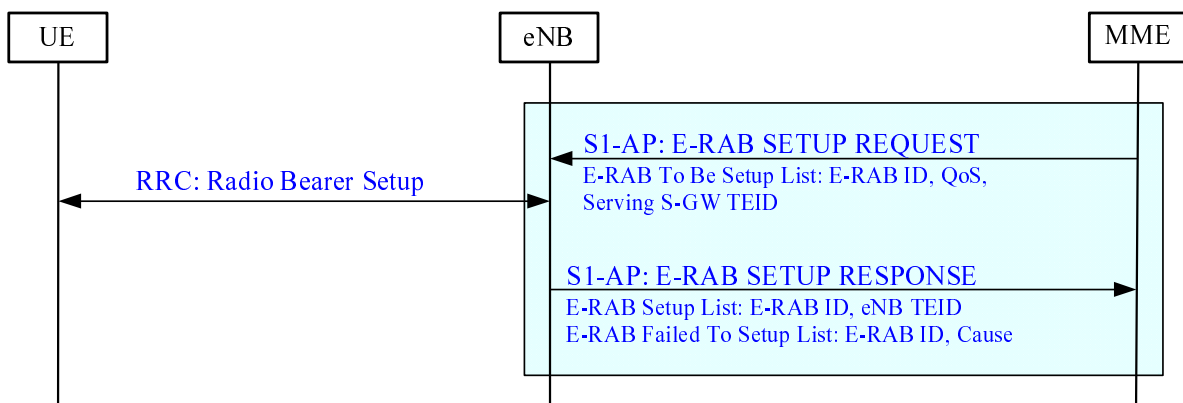 UE
eNB
MME
S1-AP: E-RAB SETUP REQUEST
E-RAB To Be Setup List: E-RAB ID, QoS,
Serving S-GW TEID
RRC: Radio Bearer Setup
S1-AP: E-RAB SETUP RESPONSE
E-RAB Setup List: E-RAB ID, eNB TEID
E-RAB Failed To Setup List: E-RAB ID, Cause